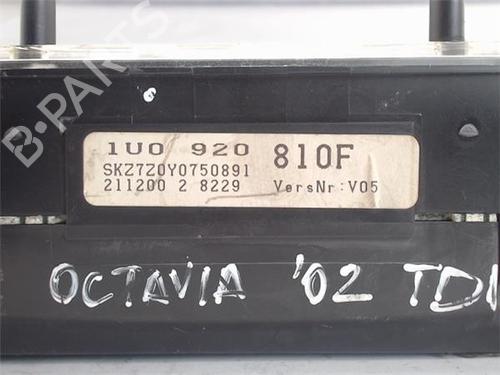 B-PARTS
1U0 920 810F
SKZ7Z0Y0750891
211200 2 8229 VersNr:V05
OCTAVIA '02 TDI